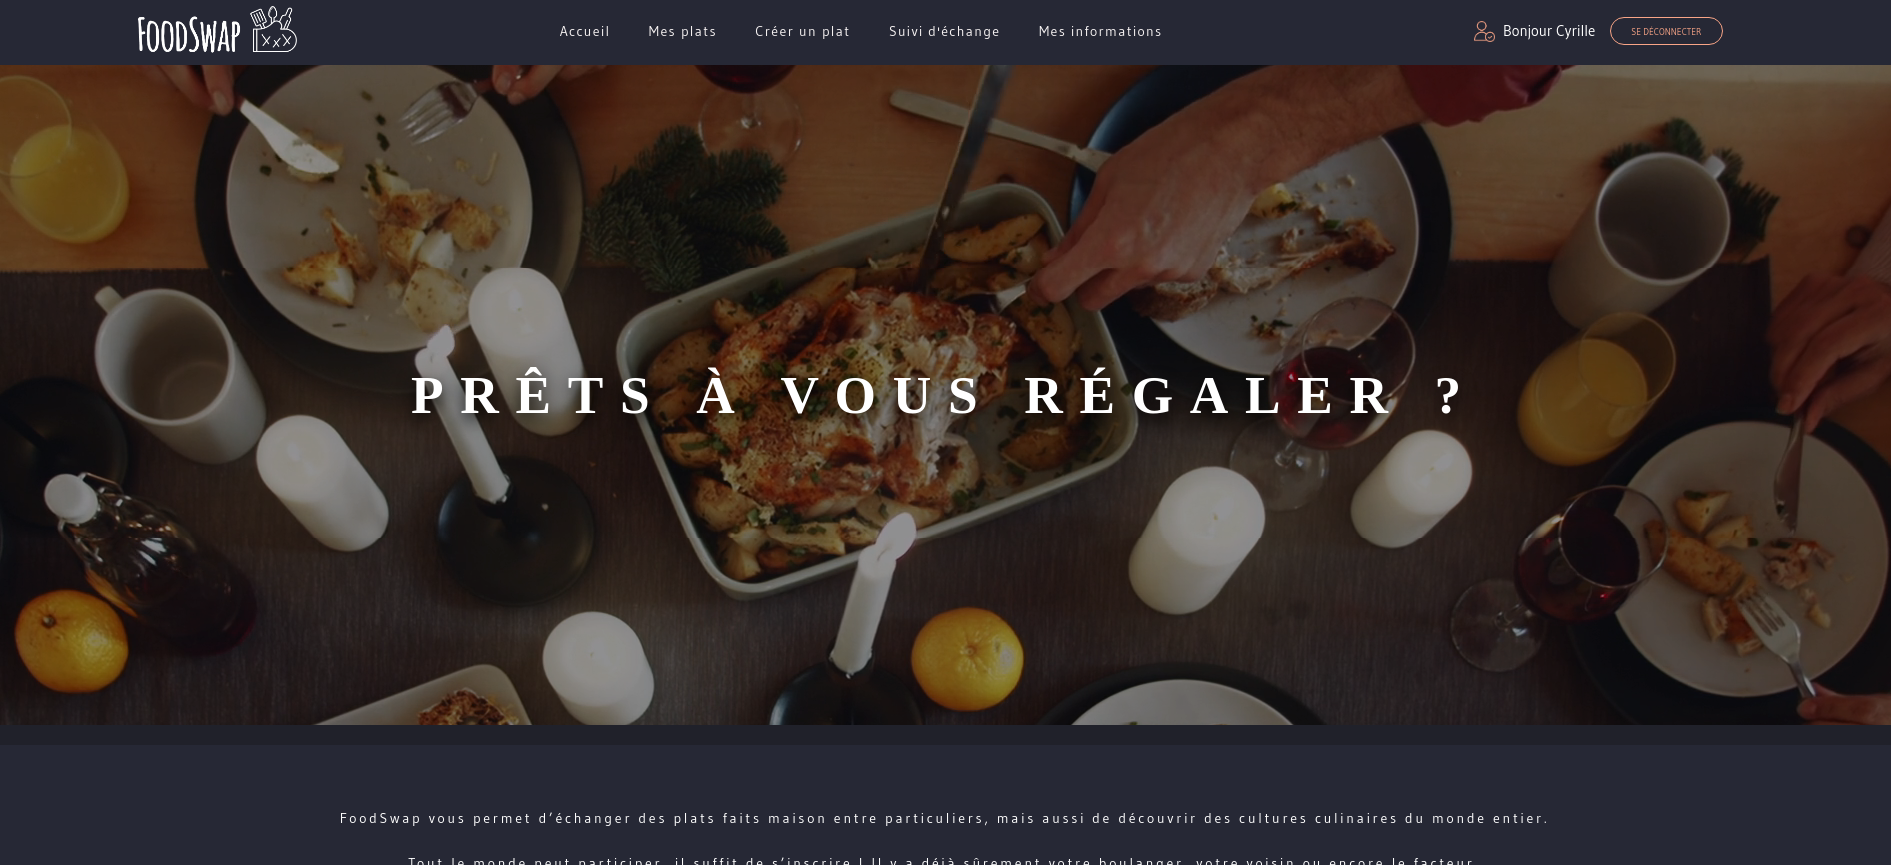 FOODSWAP
Accueil Mes plats Créer un plat Suivi d'échange Mes informations Bonjour Cyrille SE DÉCONNECTER
PRÊTS À VOUS RÉGALER ?
FoodSwap vous permet d’échanger des plats faits maison entre particuliers, mais aussi de découvrir des cultures culinaires du monde entier.
Tout le monde peut participer, il suffit de s’inscrire ! Il y a déjà sûrement votre boulanger, votre voisin ou encore le facteur